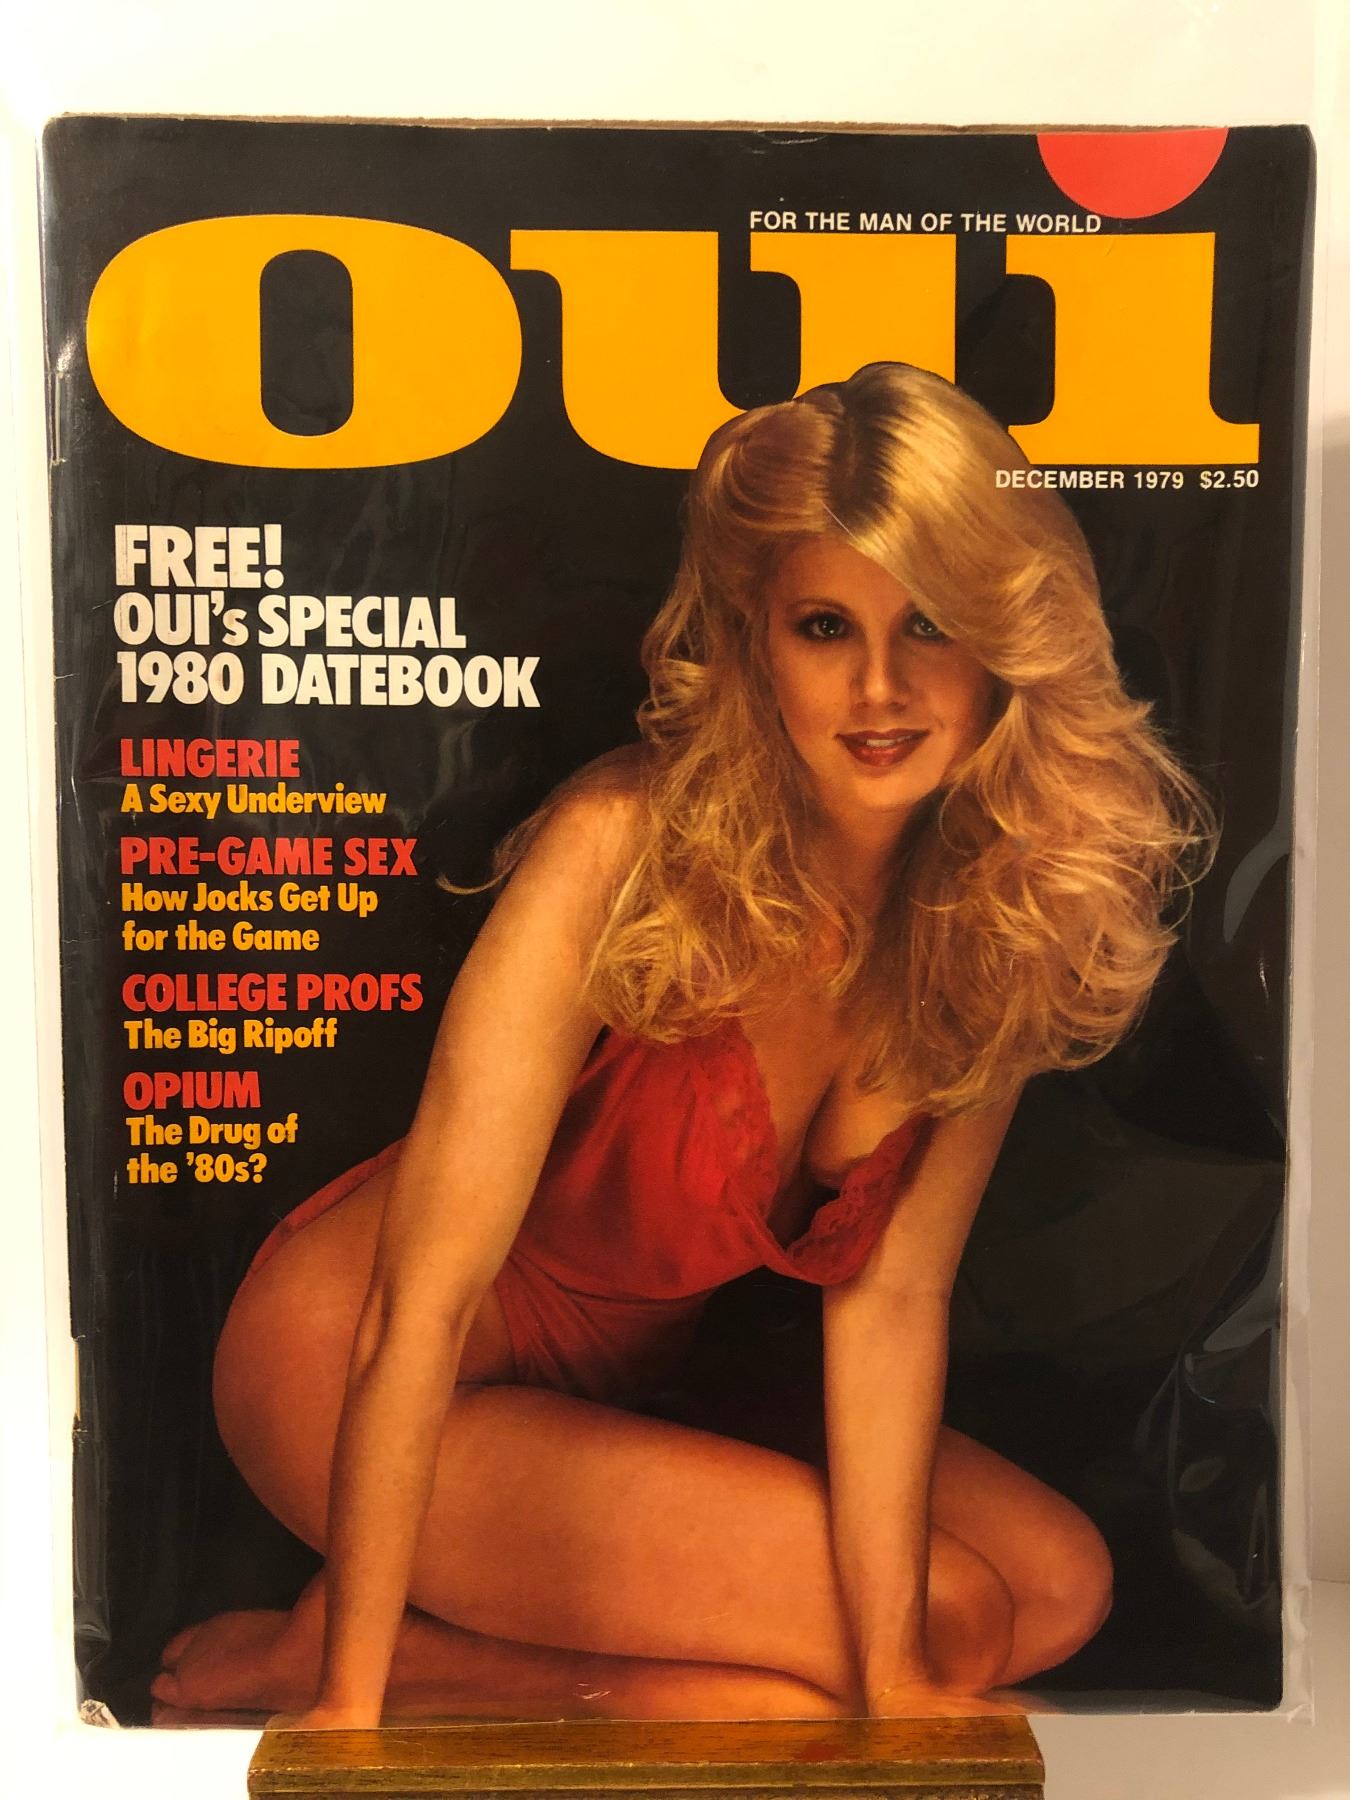 FOR THE MAN OF THE WORLD
oui
DECEMBER 1979 $2.50
FREE!
OUI's SPECIAL
1980 DATEBOOK
LINGERIE
A Sexy Underview
PRE-GAME SEX
How Jocks Get Up
for the Game
COLLEGE PROFS
The Big Ripoff
OPIUM
The Drug of
the '80s?